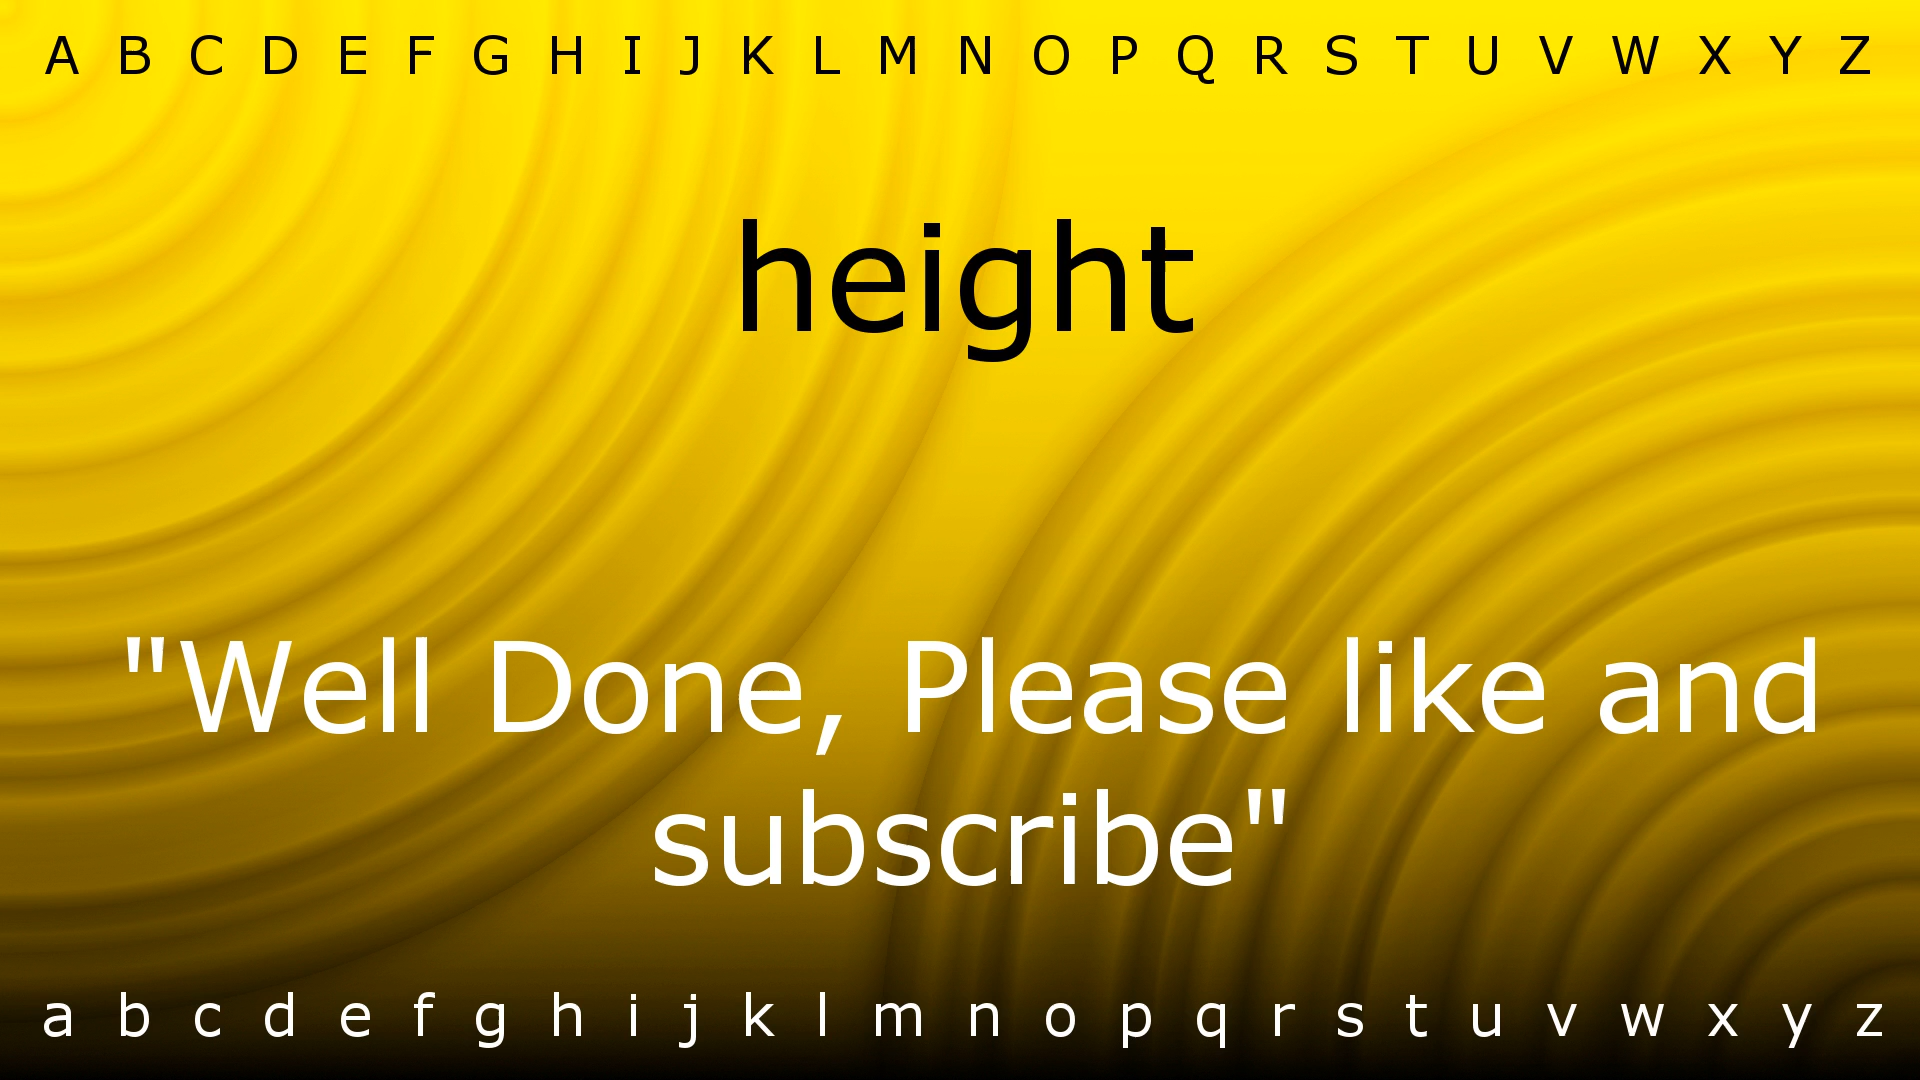 A B C D E F G H I J K L M N O P Q R S T U V W X Y Z
height
"Well Done, Please like and
subscribe"
a b c d e f g h i j k l m n o p q r s t u v w x y z